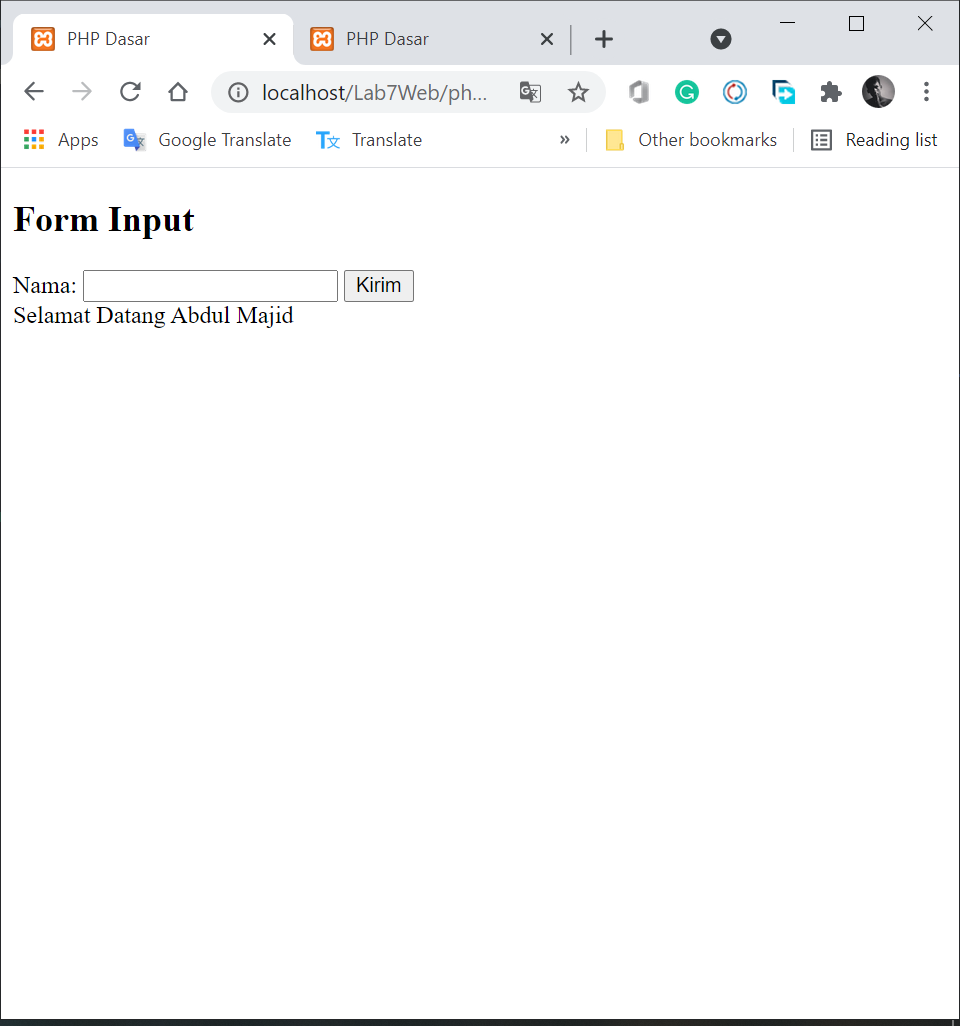 PHP Dasar PHP Dasar
localhost/Lab7Web/ph...
Apps Google Translate Translate » Other bookmarks Reading list
Form Input
Nama: Kirim
Selamat Datang Abdul Majid